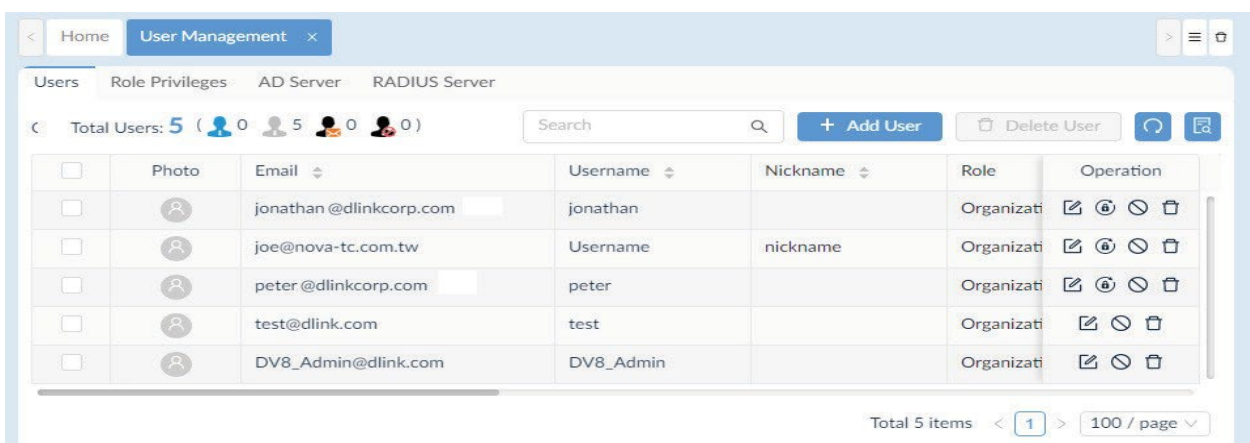 < Home User Management × > ≡
Users Role Privileges AD Server RADIUS Server
Total Users: 5 ( 0 5 0 0 ) Search + Add User Delete User
Photo Email Username Nickname Role Operation
jonathan @dlinkcorp.com jonathan Organizati
joe@nova-tc.com.tw Username nickname Organizati
peter @dlinkcorp.com peter Organizati
test@dlink.com test Organizati
DV8_Admin@dlink.com DV8_Admin Organizati
Total 5 items < 1 > 100 / page